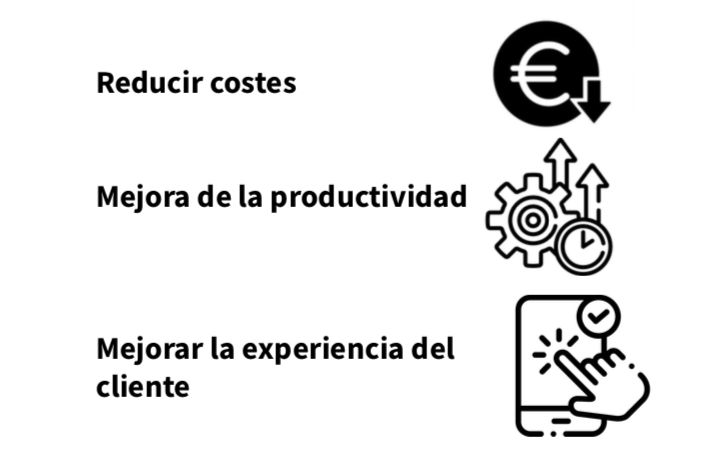 Reducir costes
Mejora de la productividad
Mejorar la experiencia del
cliente